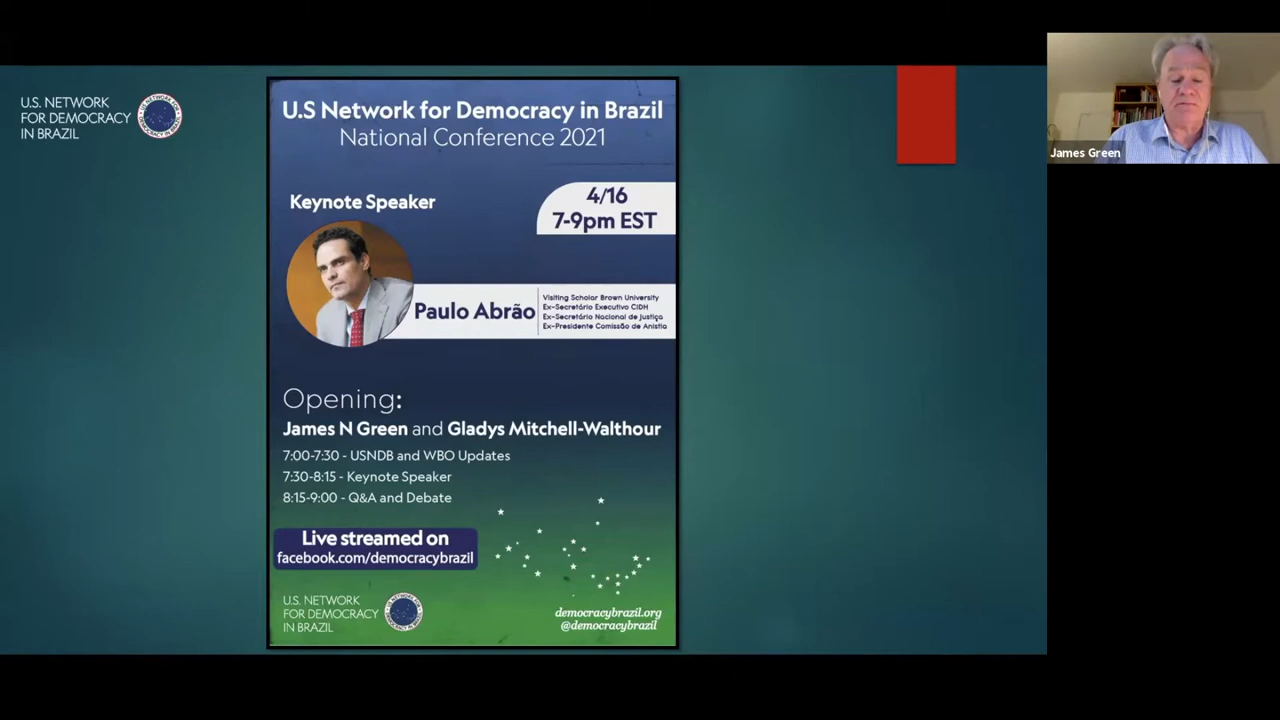 U.S. NETWORK
FOR DEMOCRACY
IN BRAZIL
U.S Network for Democracy in Brazil
National Conference 2021
Keynote Speaker
4/16
7-9pm EST
Paulo Abrão
Visiting Scholar Brown University
Ex-Secretário Executivo CIDH
Ex-Secretário Nacional de Justiça
Ex-Presidente Comissão de Anistia
Opening:
James N Green and Gladys Mitchell-Walthour
7:00-7:30 - USNDB and WBO Updates
7:30-8:15 - Keynote Speaker
8:15-9:00 - Q&A and Debate
Live streamed on
facebook.com/democracybrazil
U.S. NETWORK
FOR DEMOCRACY
IN BRAZIL
democracybrazil.org
@democracybrazil
James Green